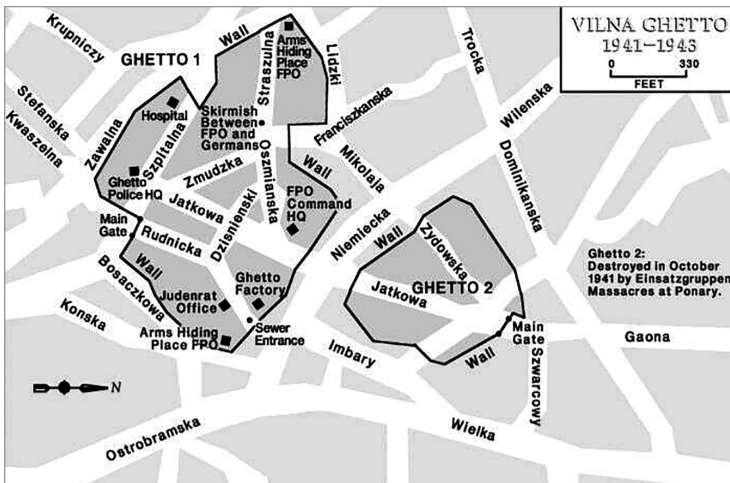 VILNA GHETTO
1941–1943
0 330
FEET
Krupniczy
Wall
GHETTO 1
Stefanska
Kwaszelna
Zawalna
Hospital
Szpitalna
Ghetto
Police HQ
Arms
Hiding
Place
FPO
Straszulna
Lidzki
Skirmish
Between
FPO and
Germans
Oszmianska
Franciszkanska
Trocka
Wilenska
Dominikanska
Zmudzka
Jatkowa
Wall
Mikolaja
Main
Gate
Rudnicka
Dzisnienski
FPO
Command
HQ
Niemiecka
Wall
Zydowska
GHETTO 2
Jatkowa
Ghetto 2:
Destroyed in October
1941 by Einsatzgruppen
Massacres at Ponary.
Wall
Bosaczkowa
Konska
Judenrat
Office
Ghetto
Factory
Sewer
Entrance
Arms Hiding
Place FPO
Imbary
Wall
Main
Gate
Szwarcowy
Gaona
N
Ostrobramska
Wielka